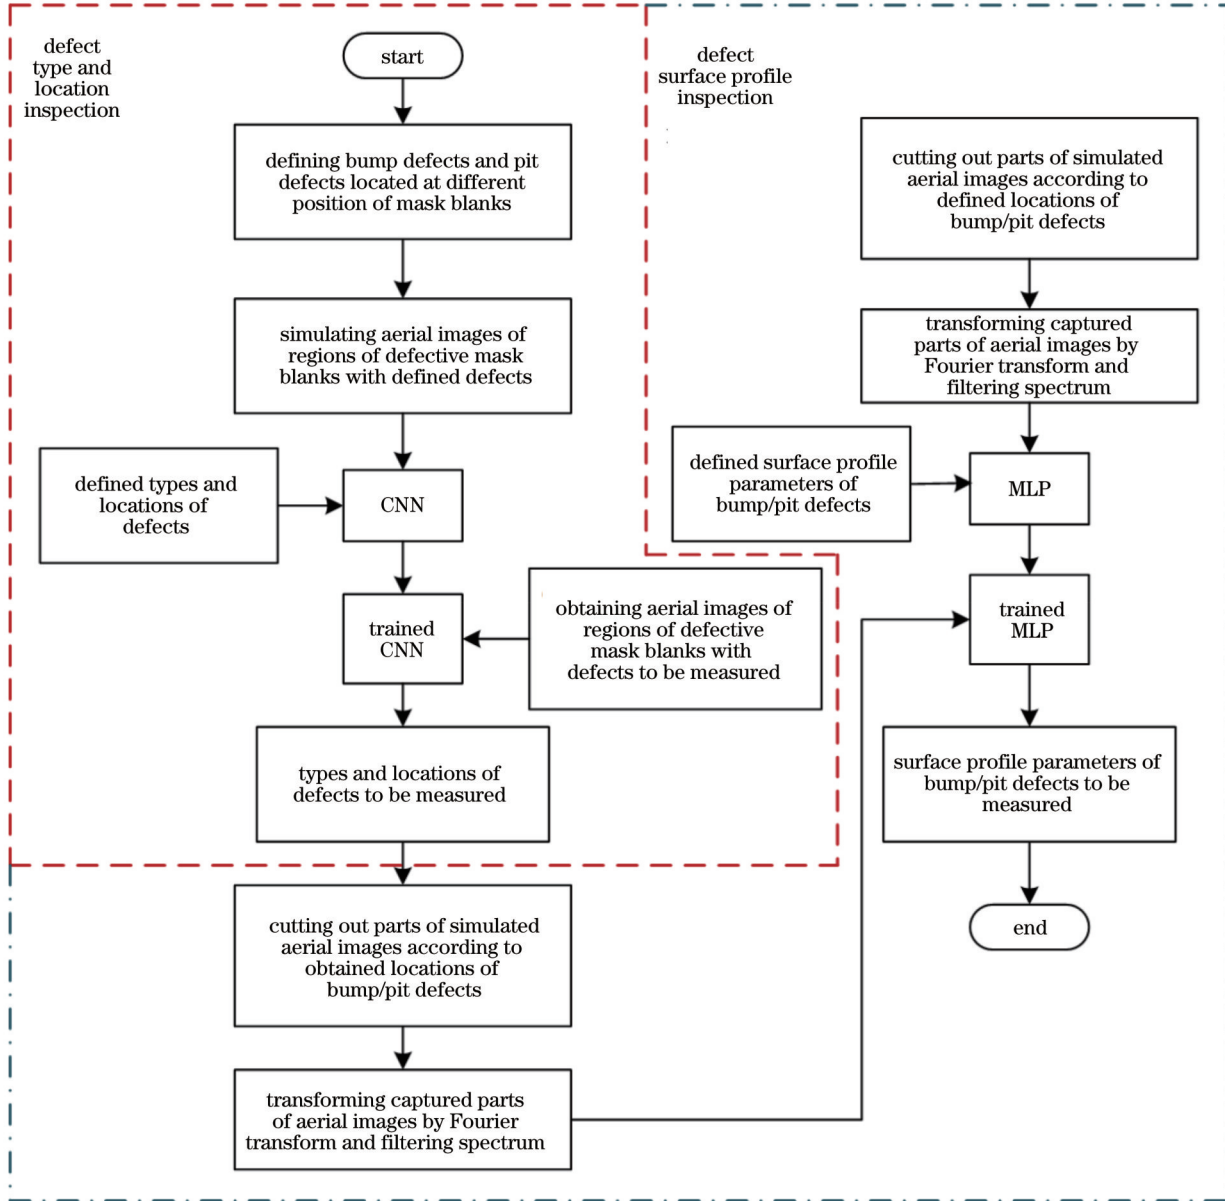 defect
type and
location
inspection
start
defining bump defects and pit
defects located at different
position of mask blanks
simulating aerial images of
regions of defective mask
blanks with defined defects
defined types and
locations of
defects
CNN
trained
CNN
obtaining aerial images of
regions of defective
mask blanks with
defects to be measured
types and locations of
defects to be measured
cutting out parts of simulated
aerial images according to
obtained locations of
bump/pit defects
transforming captured parts
of aerial images by Fourier
transform and filtering spectrum
defect
surface profile
inspection
cutting out parts of simulated
aerial images according to
defined locations of
bump/pit defects
transforming captured
parts of aerial images by
Fourier transform and
filtering spectrum
defined surface profile
parameters of
bump/pit defects
MLP
trained
MLP
surface profile parameters of
bump/pit defects to be
measured
end